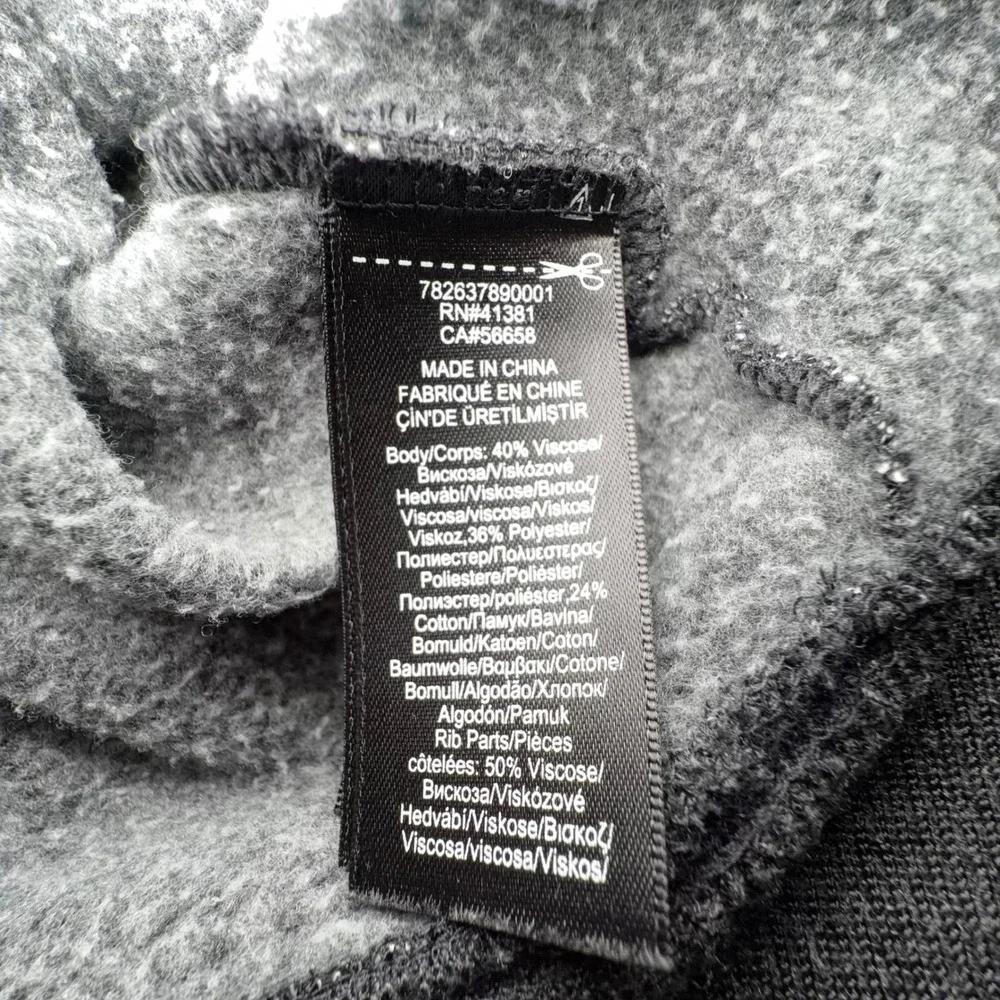 782637890001
RN#41381
CA#56658
MADE IN CHINA
FABRIQUÉ EN CHINE
ÇİN'DE ÜRETİLMİŞTİR
Body/Corps: 40% Viscose/
Вискоза/Viskózové
Hedvábí/Viskose/Βισκοζ/
Viscosa/viscosa/Viskos/
Viskoz,36% Polyester/
Полиестер/Πολυεστερας/
Poliestere/Poliéster/
Полиэстер/poliéster,24%
Cotton/Памук/Bavlna/
Bomuld/Katoen/Coton/
Baumwolle/Βαμβακι/Cotone/
Bomull/Algodão/Хлопок/
Algodón/Pamuk
Rib Parts/Pièces
côtelées: 50% Viscose/
Вискоза/Viskózové
Hedvábí/Viskose/Βισκοζ/
Viscosa/viscosa/Viskos/